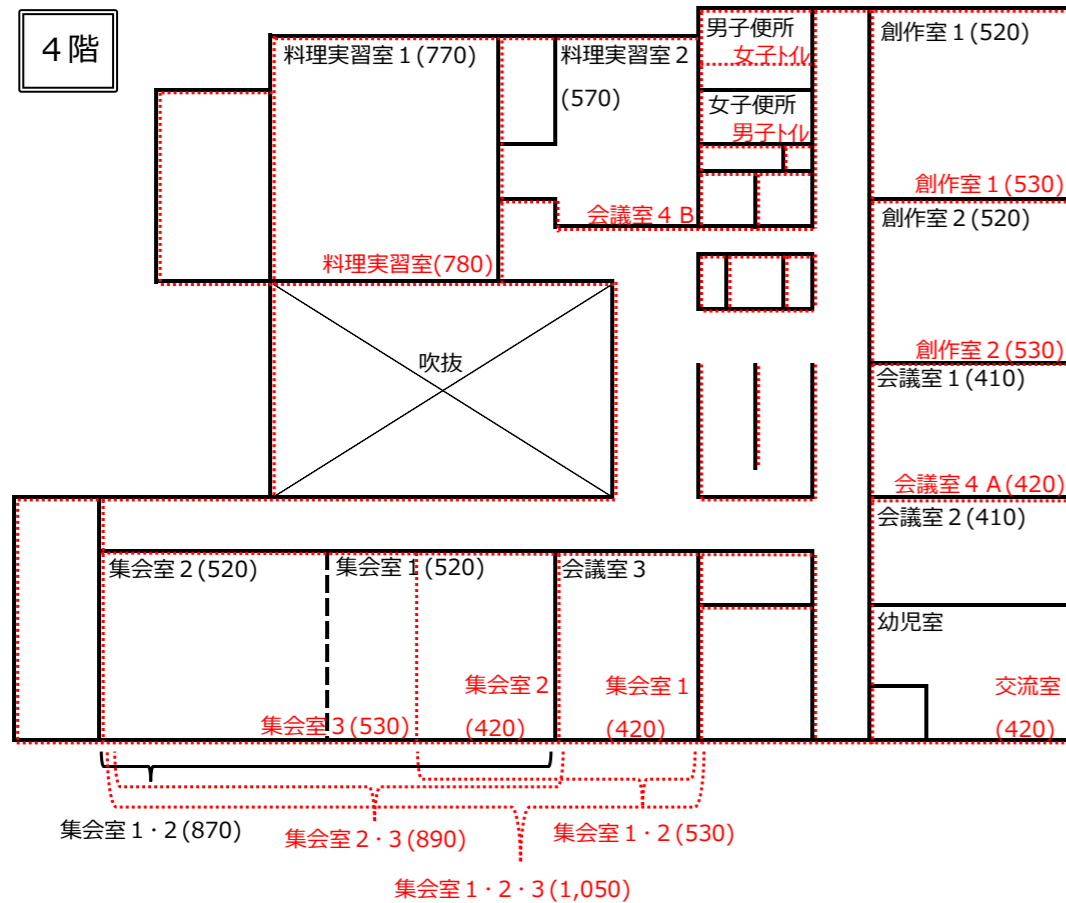 4階
料理実習室1(770)
料理実習室2
(570)
男子便所
女子ﾄｲﾚ
女子便所
男子ﾄｲﾚ
創作室1(520)
創作室1(530)
会議室4B
創作室2(520)
料理実習室(780)
創作室2(530)
吹抜
会議室1(410)
会議室4A(420)
会議室2(410)
集会室2(520)
集会室1(520)
会議室3
幼児室
集会室3(530)
集会室2
(420)
集会室1
(420)
交流室
(420)
集会室1・2(870)
集会室2・3(890)
集会室1・2(530)
集会室1・2・3(1,050)